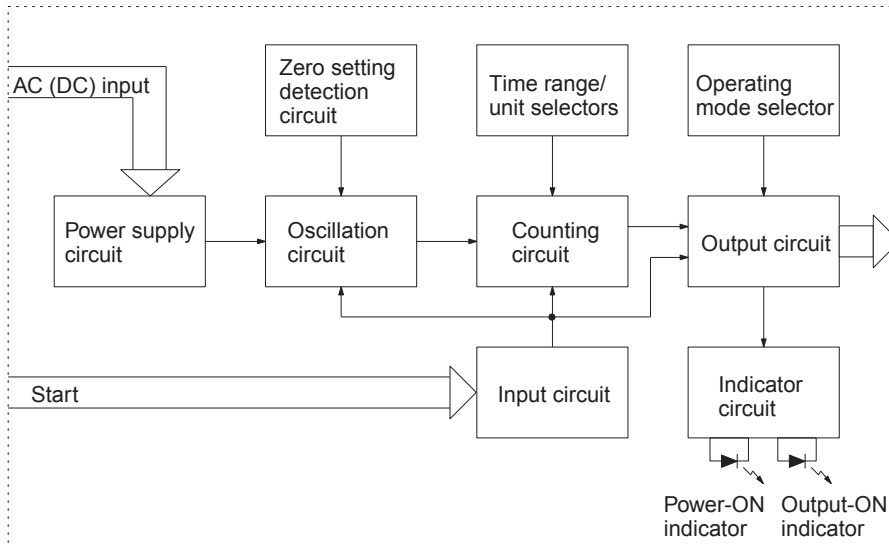 AC (DC) input
Zero setting
detection
circuit
Time range/
unit selectors
Operating
mode selector
Power supply
circuit
Oscillation
circuit
Counting
circuit
Output circuit
Start
Input circuit
Indicator
circuit
Power-ON
indicator
Output-ON
indicator